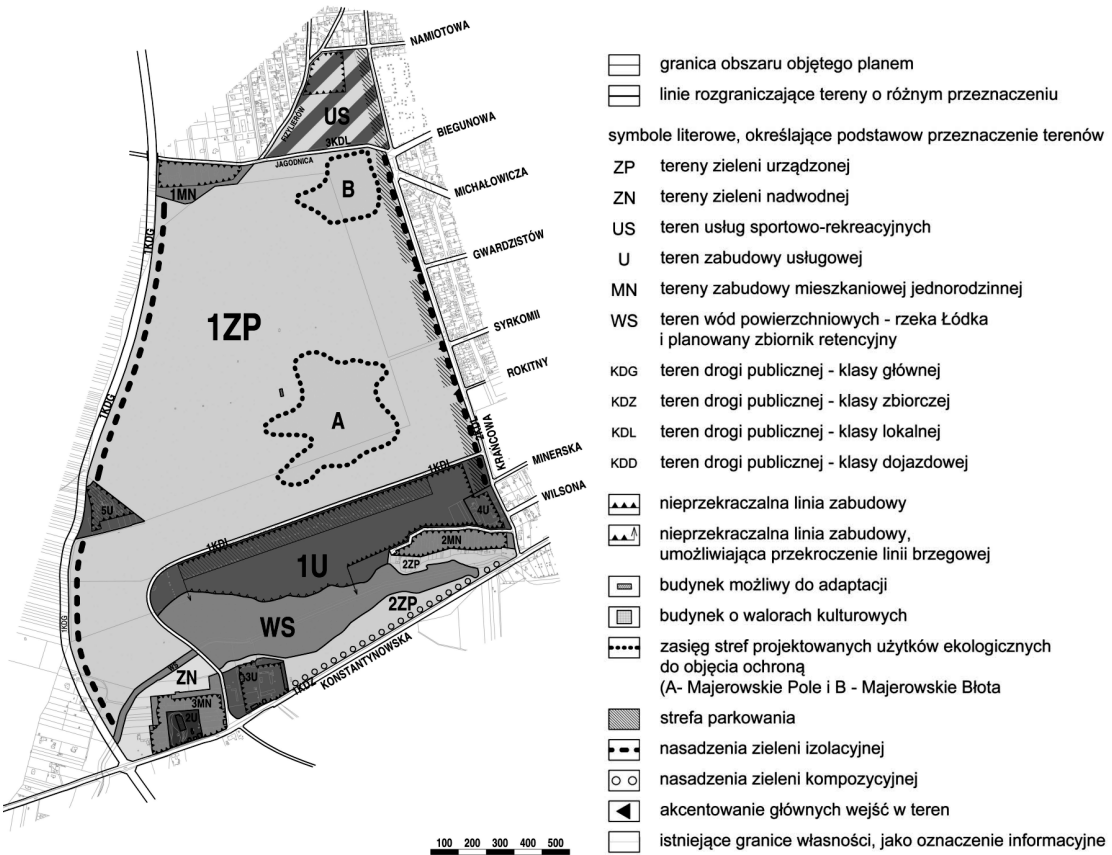 NAMIOTOWA
FIZYLIERÓW
US
3KDL
BIEGUNOWA
JAGODNICA
MICHAŁOWICZA
1MN
B
1KDG
GWARDZISTÓW
1ZP
SYRKOMII
ROKITNY
1KDG
A
KRAŃCOWA
2KDL
1KDL
MINERSKA
WILSONA
5U
4U
1KDL
2MN
1U
2ZP
2ZP
WS
1KDG
WS
ZN
3U
1KDZ
KONSTANTYNOWSKA
3MN
2U
100 200 300 400 500
granica obszaru objętego planem
linie rozgraniczające tereny o różnym przeznaczeniu
symbole literowe, określające podstawow przeznaczenie terenów
ZP tereny zieleni urządzonej
ZN tereny zieleni nadwodnej
US teren usług sportowo-rekreacyjnych
U teren zabudowy usługowej
MN tereny zabudowy mieszkaniowej jednorodzinnej
WS teren wód powierzchniowych - rzeka Łódka
i planowany zbiornik retencyjny
KDG teren drogi publicznej - klasy głównej
KDZ teren drogi publicznej - klasy zbiorczej
KDL teren drogi publicznej - klasy lokalnej
KDD teren drogi publicznej - klasy dojazdowej
nieprzekraczalna linia zabudowy
nieprzekraczalna linia zabudowy,
umożliwiająca przekroczenie linii brzegowej
budynek możliwy do adaptacji
budynek o walorach kulturowych
zasięg stref projektowanych użytków ekologicznych
do objęcia ochroną
(A- Majerowskie Pole i B - Majerowskie Błota
strefa parkowania
nasadzenia zieleni izolacyjnej
nasadzenia zieleni kompozycyjnej
akcentowanie głównych wejść w teren
istniejące granice własności, jako oznaczenie informacyjne